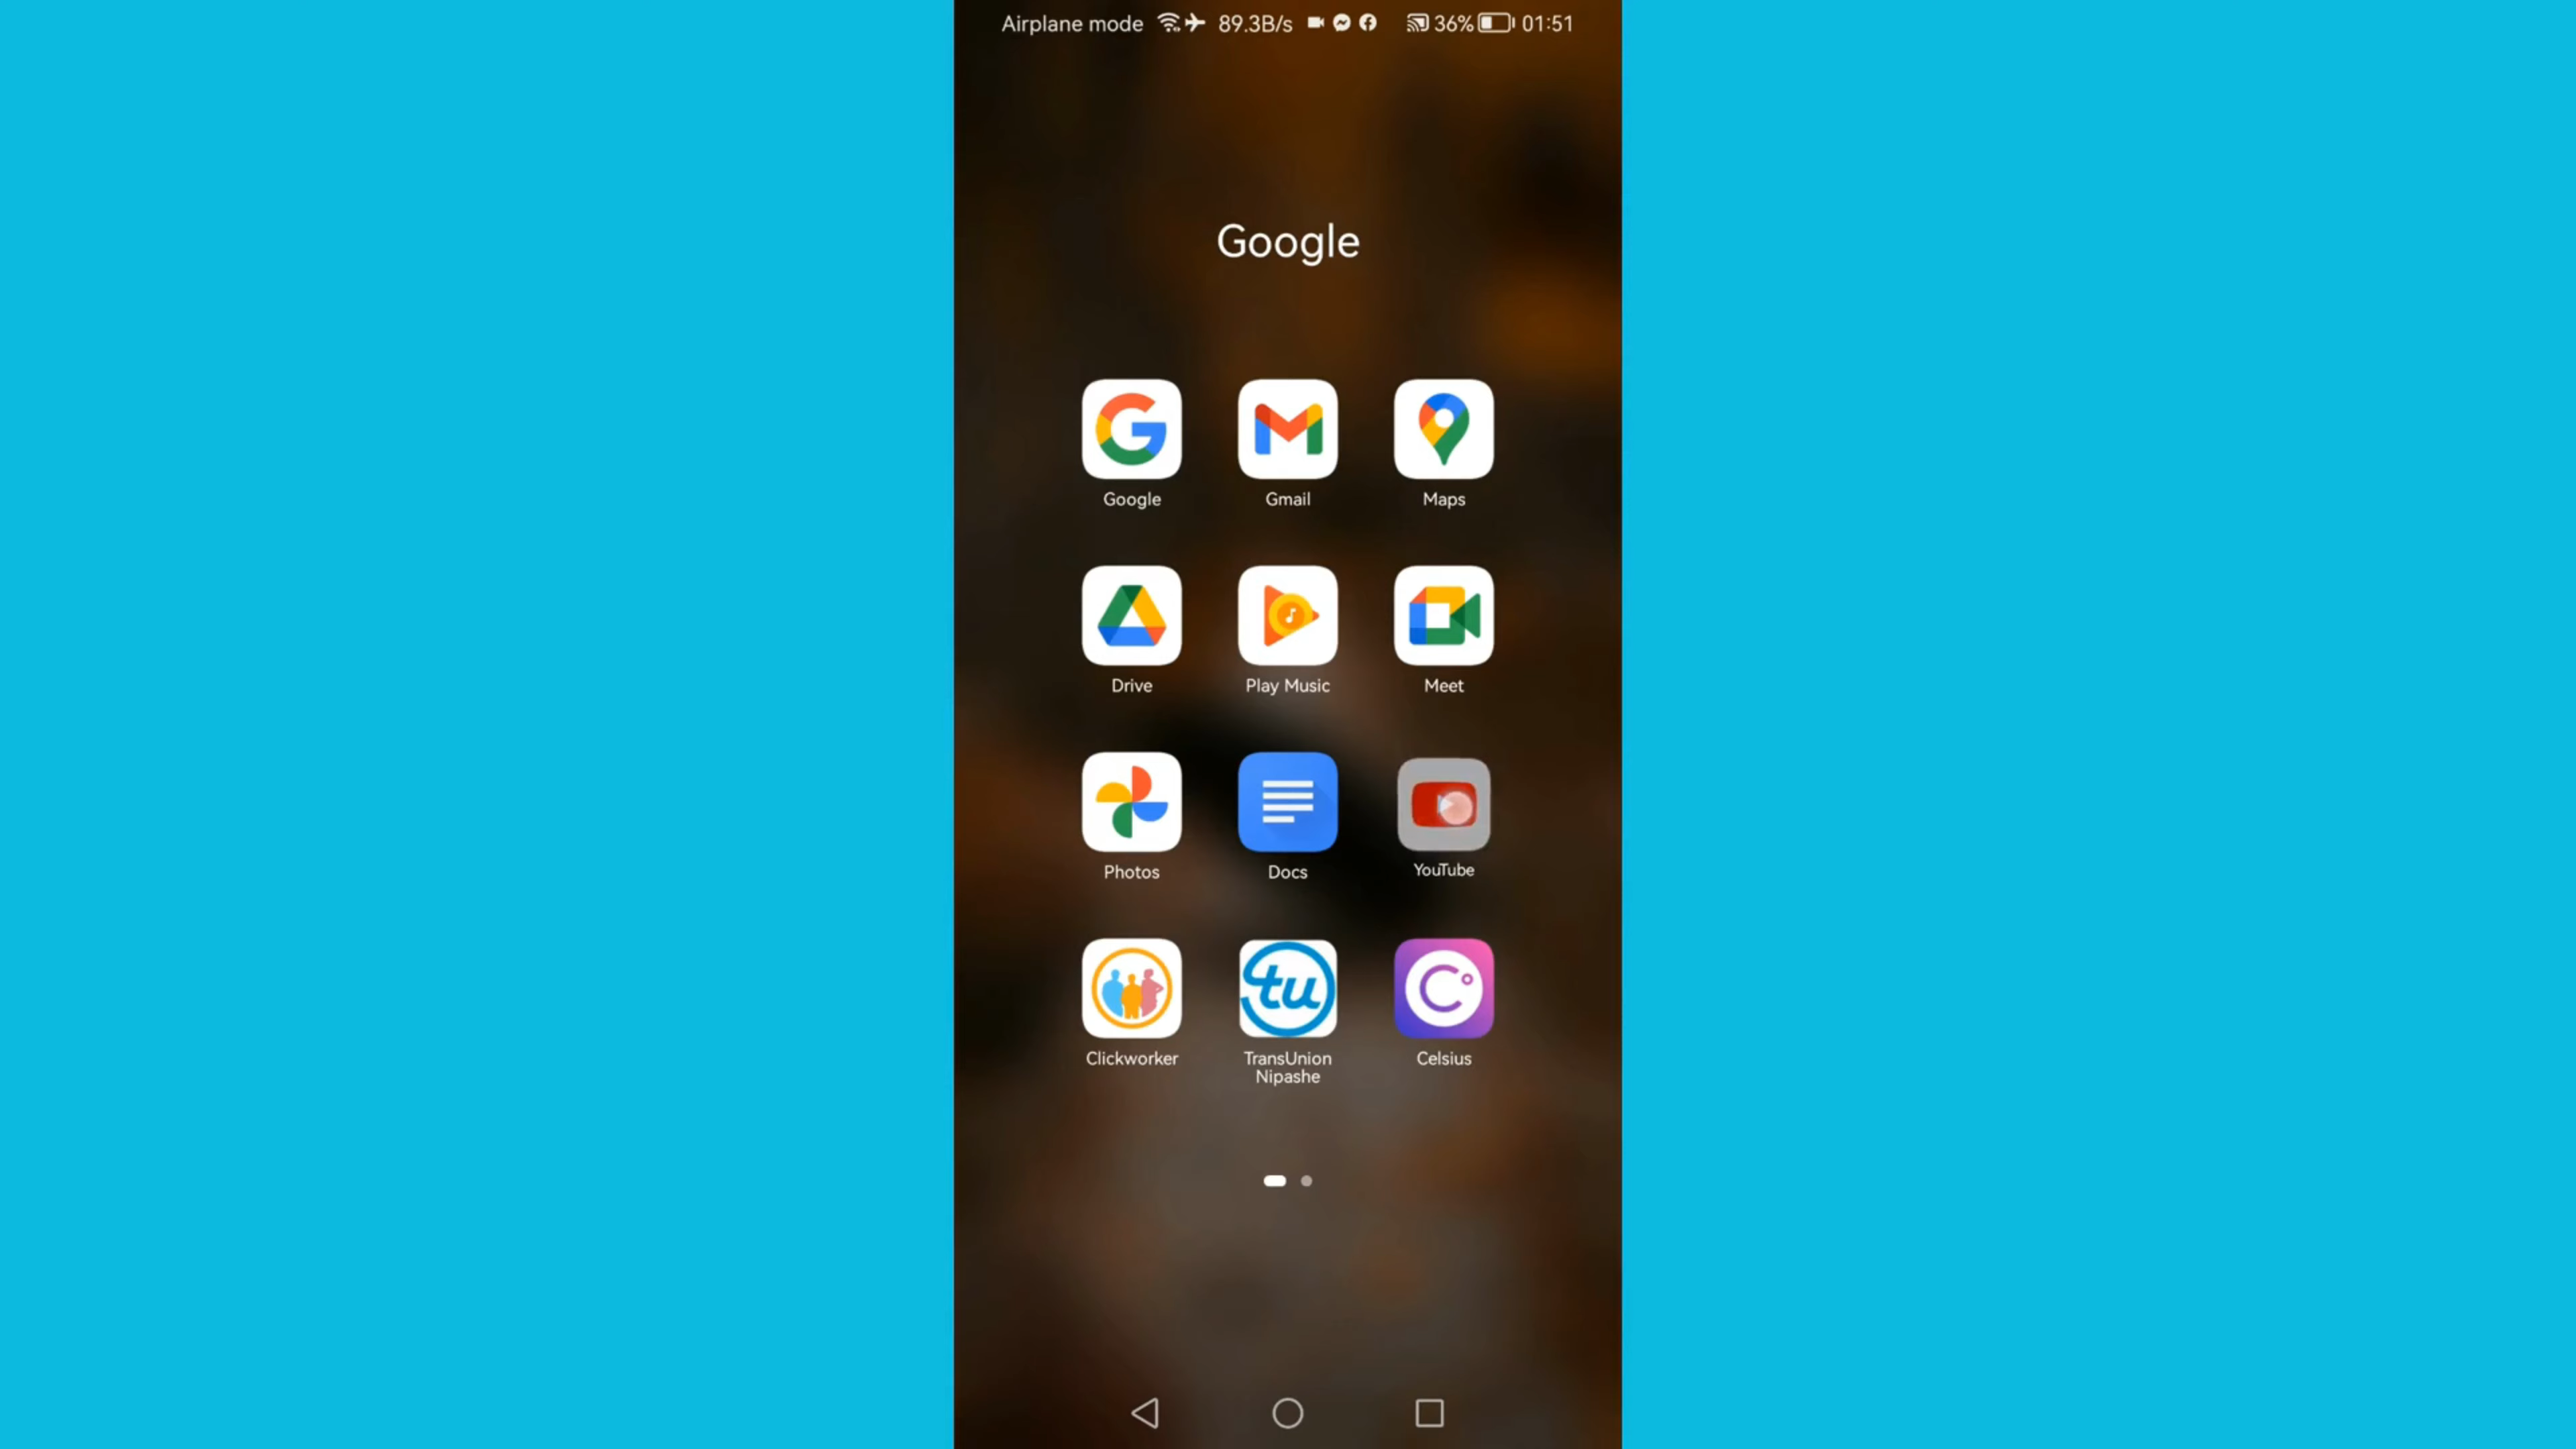 Airplane mode 89.3B/s 36% 01:51
Google
Google Gmail Maps
Drive Play Music Meet
Photos Docs YouTube
Clickworker TransUnion Nipashe Celsius